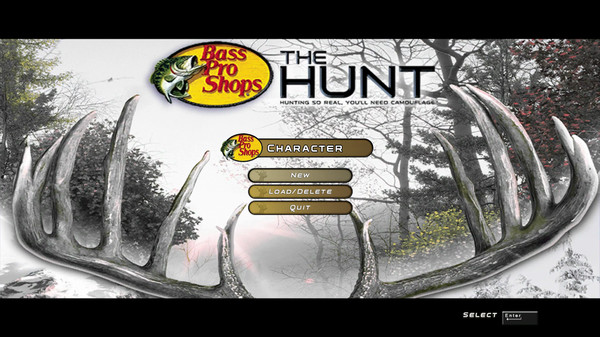 Bass
Pro
Shops
THE
HUNT
HUNTING SO REAL, YOU'LL NEED CAMOUFLAGE
Bass
Pro
Shops
CHARACTER
NEW
LOAD/DELETE
QUIT
SELECT Enter